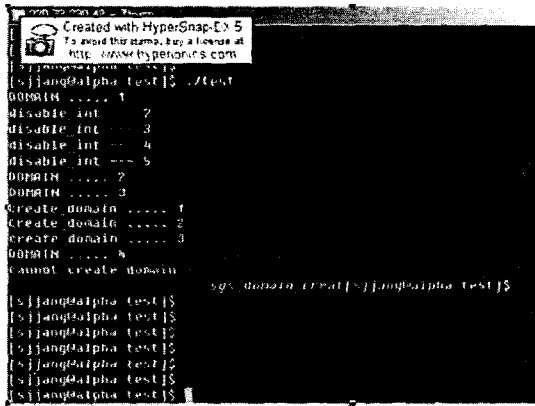 Created with HyperSnap-DX 5
To avoid this stamp, buy a license at
http://www.hyperionics.com
[sjjang@alpha test]$
[sjjang@alpha test]$ ./test
DOMAIN ..... 1
disable_int --- 2
disable_int --- 3
disable_int --- 4
disable_int --- 5
DOMAIN ..... 2
DOMAIN ..... 3
create_domain ..... 1
create_domain ..... 2
create_domain ..... 3
DOMAIN ..... 4
cannot create domain
sys_domain_creat[sjjang@alpha test]$
[sjjang@alpha test]$
[sjjang@alpha test]$
[sjjang@alpha test]$
[sjjang@alpha test]$
[sjjang@alpha test]$
[sjjang@alpha test]$